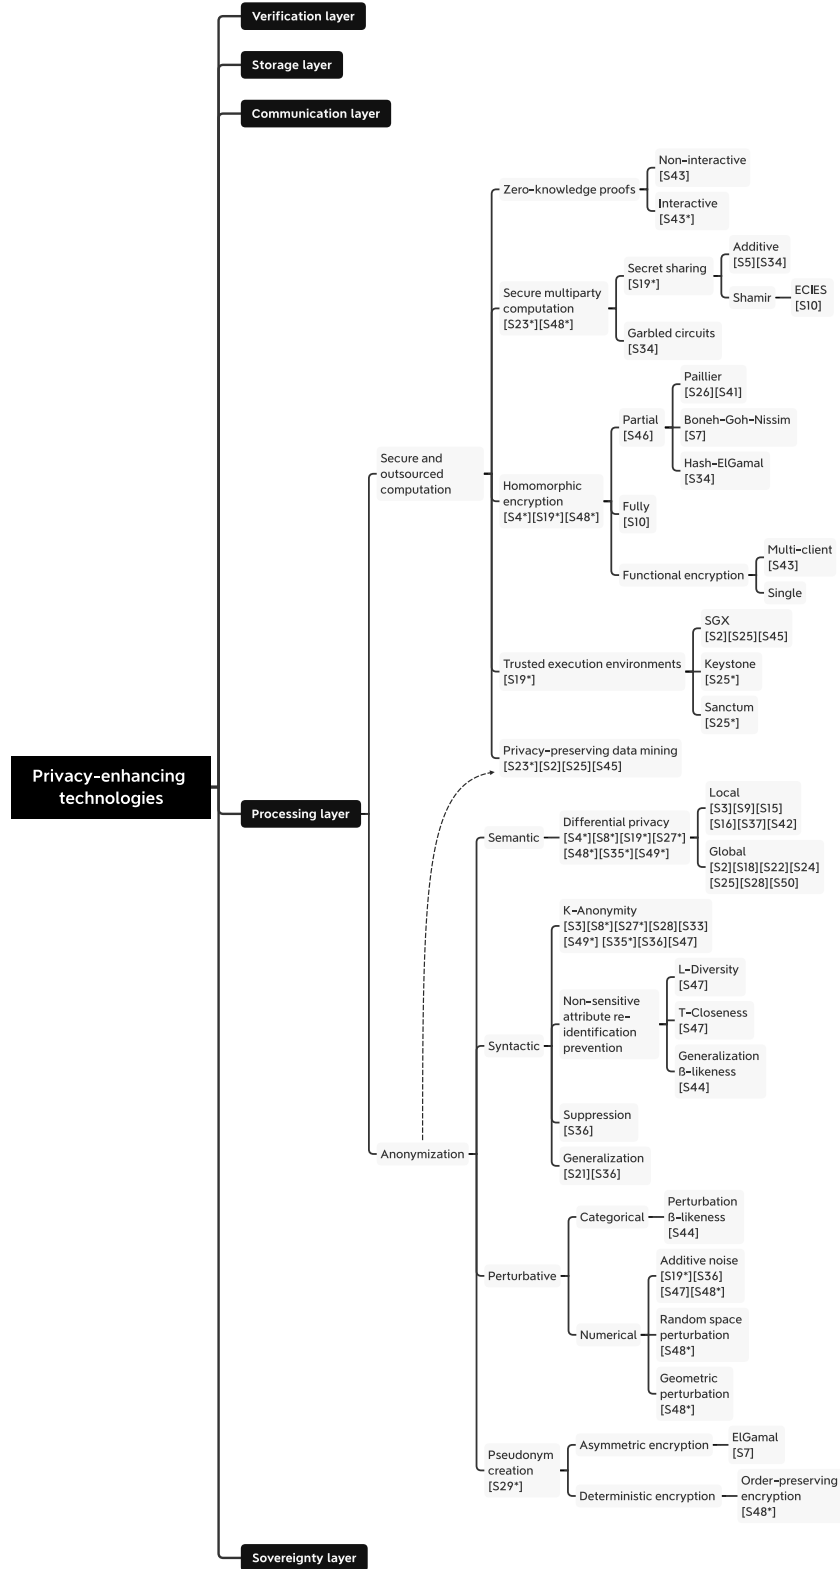 Verification layer
Storage layer
Communication layer
Non-interactive
[S43]
Zero-knowledge proofs
Interactive
[S43*]
Additive
[S5][S34]
Secret sharing
[S19*]
Shamir
ECIES
[S10]
Secure multiparty
computation
[S23*][S48*]
Garbled circuits
[S34]
Paillier
[S26][S41]
Partial
[S46]
Boneh-Goh-Nissim
[S7]
Hash-ElGamal
[S34]
Secure and
outsourced
computation
Homomorphic
encryption
[S4*][S19*][S48*]
Fully
[S10]
Multi-client
[S43]
Functional encryption
Single
SGX
[S2][S25][S45]
Trusted execution environments
[S19*]
Keystone
[S25*]
Sanctum
[S25*]
Privacy-preserving data mining
[S23*][S2][S25][S45]
Privacy-enhancing
technologies
Processing layer
Semantic
Differential privacy
[S4*][S8*][S19*][S27*]
[S48*][S35*][S49*]
Local
[S3][S9][S15]
[S16][S37][S42]
Global
[S2][S18][S22][S24]
[S25][S28][S50]
K-Anonymity
[S3][S8*][S27*][S28][S33]
[S49*] [S35*][S36][S47]
L-Diversity
[S47]
Non-sensitive
attribute re-
identification
prevention
T-Closeness
[S47]
Generalization
ß-likeness
[S44]
Syntactic
Suppression
[S36]
Generalization
[S21][S36]
Anonymization
Categorical
Perturbation
ß-likeness
[S44]
Perturbative
Additive noise
[S19*][S36]
[S47][S48*]
Numerical
Random space
perturbation
[S48*]
Geometric
perturbation
[S48*]
Pseudonym
creation
[S29*]
Asymmetric encryption
ElGamal
[S7]
Deterministic encryption
Order-preserving
encryption
[S48*]
Sovereignty layer